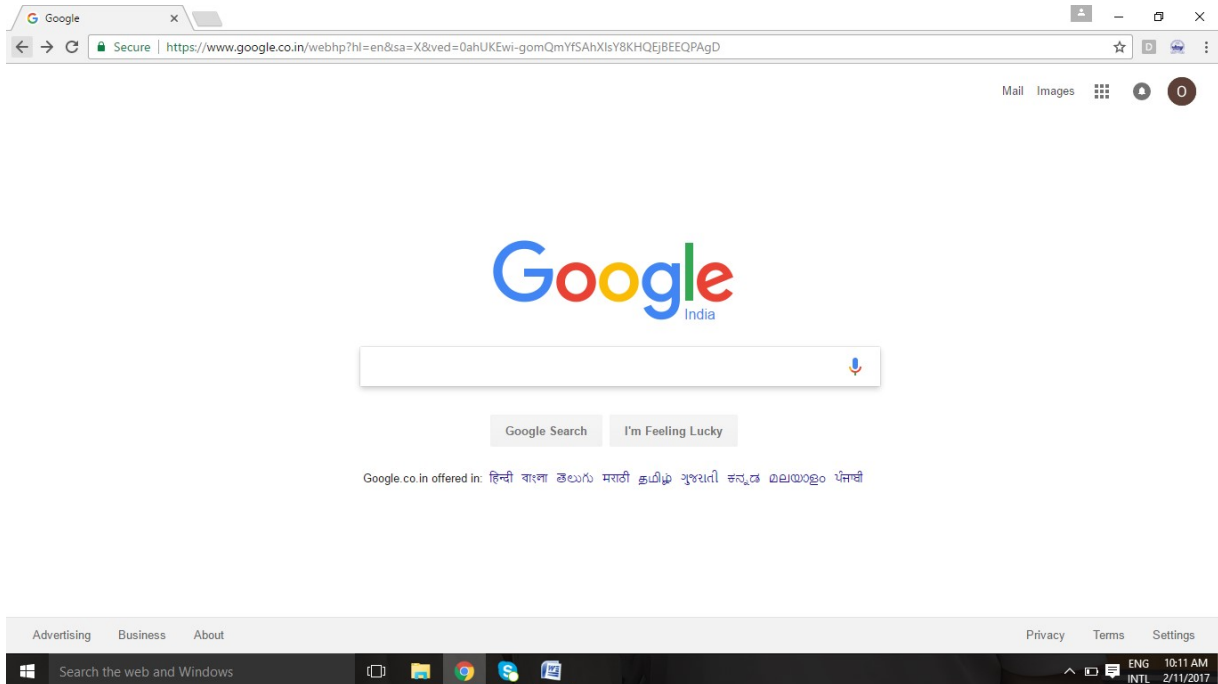 Google
Secure | https://www.google.co.in/webhp?hl=en&sa=X&ved=0ahUKEwi-gomQmYfSAhXIsY8KHQEjBEEQPAgD
D
Mail Images O
Google
India
Google Search I'm Feeling Lucky
Google.co.in offered in: हिन्दी বাংলা తెలుగు मराठी தமிழ் ગુજરાતી ಕನ್ನಡ മലയാളം ਪੰਜਾਬੀ
Advertising Business About Privacy Terms Settings
Search the web and Windows ENG 10:11 AM
INTL 2/11/2017